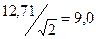 12,71/√2 = 9,0